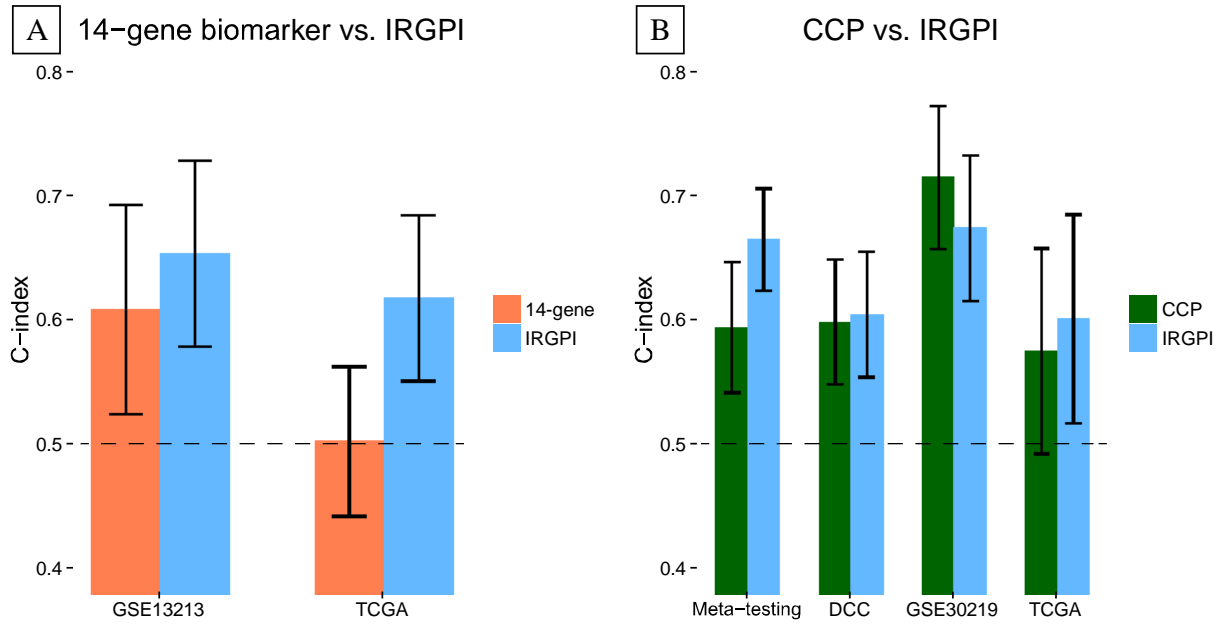 A 14−gene biomarker vs. IRGPI
0.8
0.7
0.6
0.5
0.4
C−index
GSE13213 TCGA
14-gene
IRGPI
B CCP vs. IRGPI
0.8
0.7
0.6
0.5
0.4
C−index
Meta−testing DCC GSE30219 TCGA
CCP
IRGPI